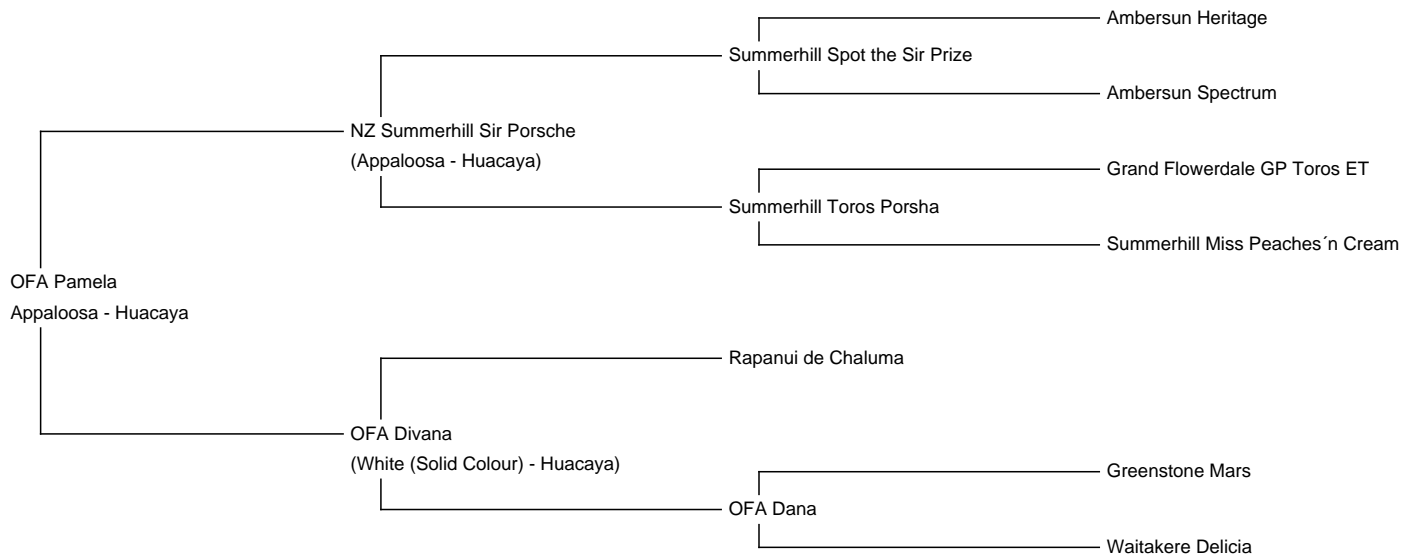 Ambersun Heritage
Summerhill Spot the Sir Prize
Ambersun Spectrum
NZ Summerhill Sir Porsche
(Appaloosa - Huacaya)
Grand Flowerdale GP Toros ET
Summerhill Toros Porsha
Summerhill Miss Peaches´n Cream
OFA Pamela
Appaloosa - Huacaya
Rapanui de Chaluma
OFA Divana
(White (Solid Colour) - Huacaya)
Greenstone Mars
OFA Dana
Waitakere Delicia